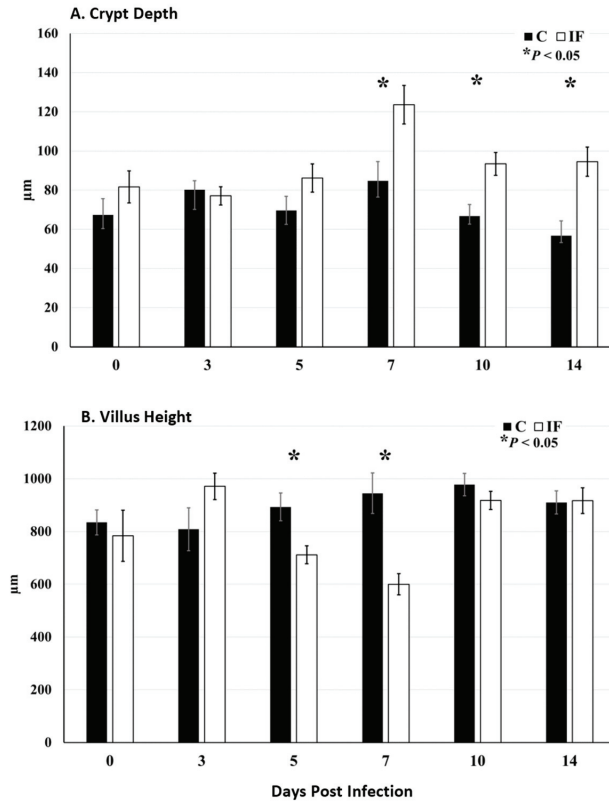 A. Crypt Depth
160
140
120
100
80
60
40
20
0
µm
C IF
*P < 0.05
* * *
0 3 5 7 10 14
B. Villus Height
1200
1000
800
600
400
200
0
µm
C IF
*P < 0.05
* *
0 3 5 7 10 14
Days Post Infection